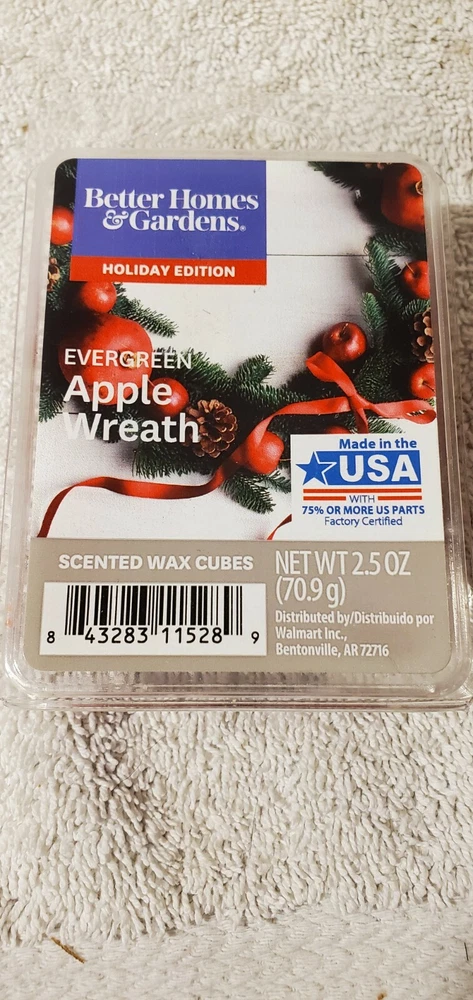 Better Homes
& Gardens®
HOLIDAY EDITION
EVERGREEN
Apple
Wreath
Made in the
USA
WITH
75% OR MORE US PARTS
Factory Certified
SCENTED WAX CUBES
NET WT 2.5 OZ
(70.9 g)
Distributed by/Distribuido por
Walmart Inc.,
Bentonville, AR 72716
8 43283 11528 9